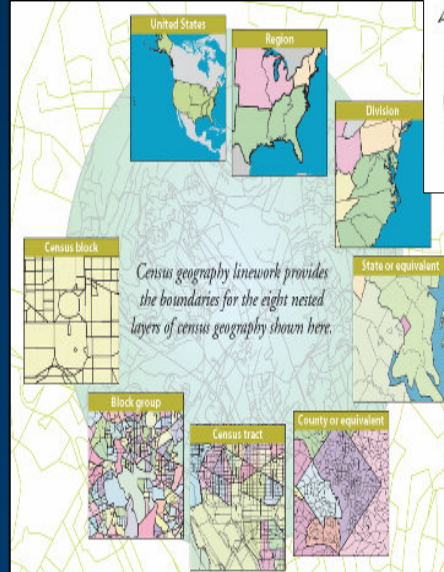 United States
Region
Division
State or equivalent
County or equivalent
Census tract
Block group
Census block
Census geography linework provides
the boundaries for the eight nested
layers of census geography shown here.